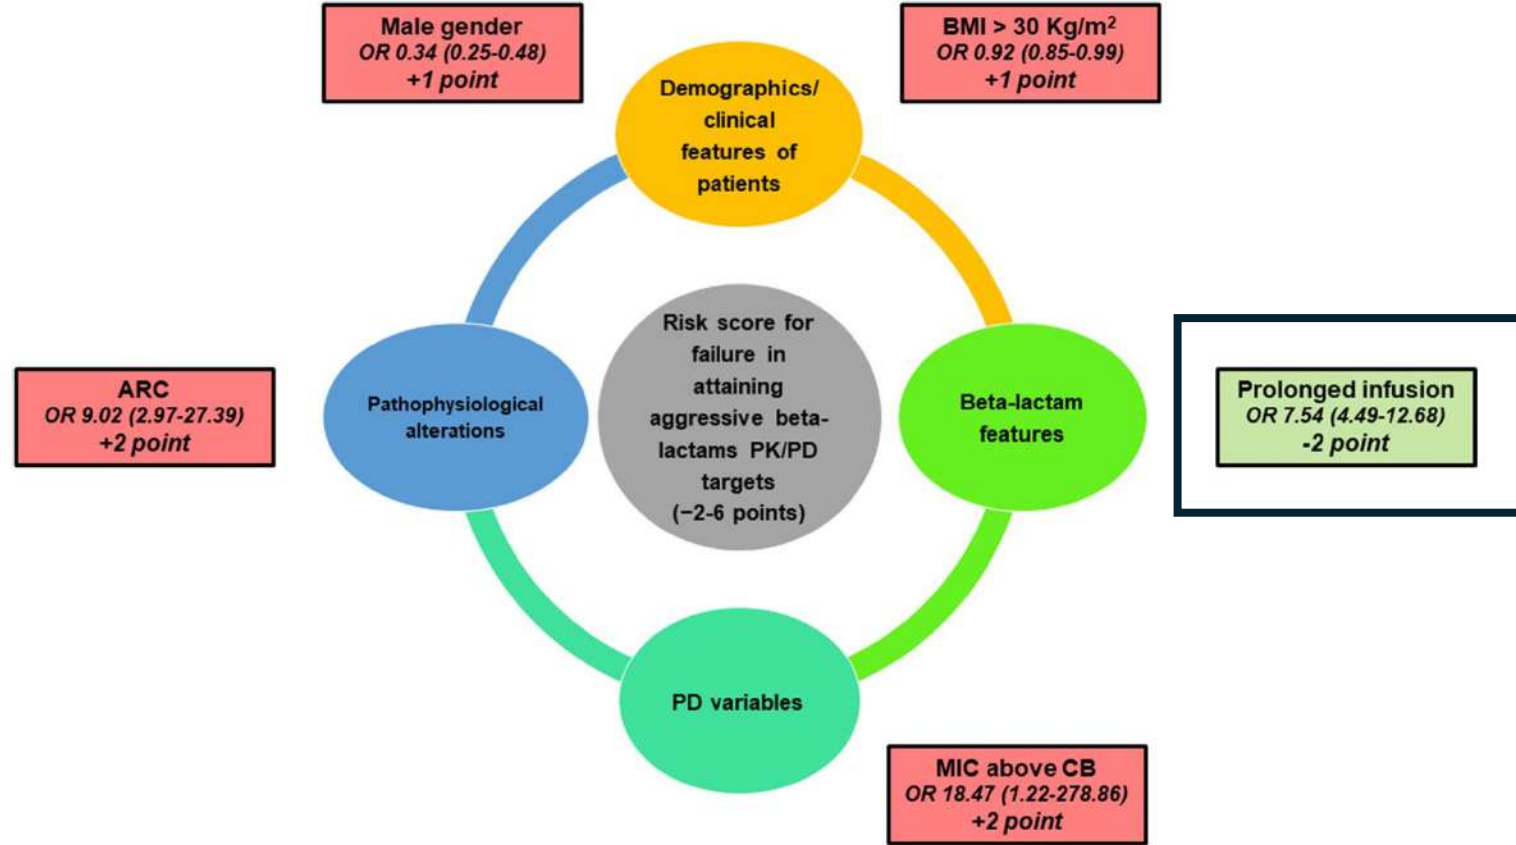 Male gender
OR 0.34 (0.25-0.48)
+1 point
BMI > 30 Kg/m²
OR 0.92 (0.85-0.99)
+1 point
Demographics/
clinical
features of
patients
Risk score for
failure in
attaining
aggressive beta-
lactams PK/PD
targets
(−2-6 points)
ARC
OR 9.02 (2.97-27.39)
+2 point
Pathophysiological
alterations
Beta-lactam
features
Prolonged infusion
OR 7.54 (4.49-12.68)
-2 point
PD variables
MIC above CB
OR 18.47 (1.22-278.86)
+2 point